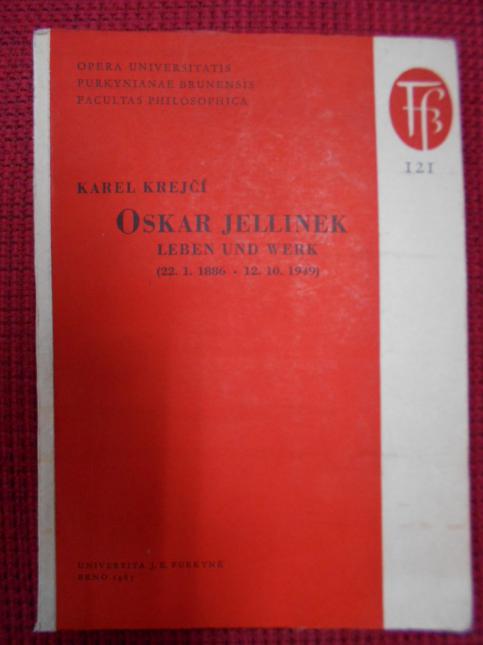 OPERA UNIVERSITATIS
PURKYNIANAE BRUNENSIS
FACULTAS PHILOSOPHICA
121
KAREL KREJČÍ
OSKAR JELLINEK
LEBEN UND WERK
(22. 1. 1886 - 12. 10. 1949)
UNIVERSITA J. E. PURKYNĚ
BRNO 1967